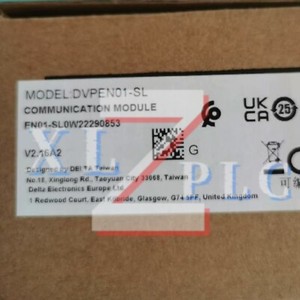 MODEL:DVPEN01-SL
COMMUNICATION MODULE
EN01-SL0W22290853
V2.16A2
G
UK
CA
25
Designed by DELTA, Taiwan
No.18, Xinglong Rd., Taoyuan City 33068, Taiwan
Delta Electronics Europe Ltd.
1 Redwood Court, East Kilbride, Glasgow, G74 5PF, United Kingdom
XL Z PLC